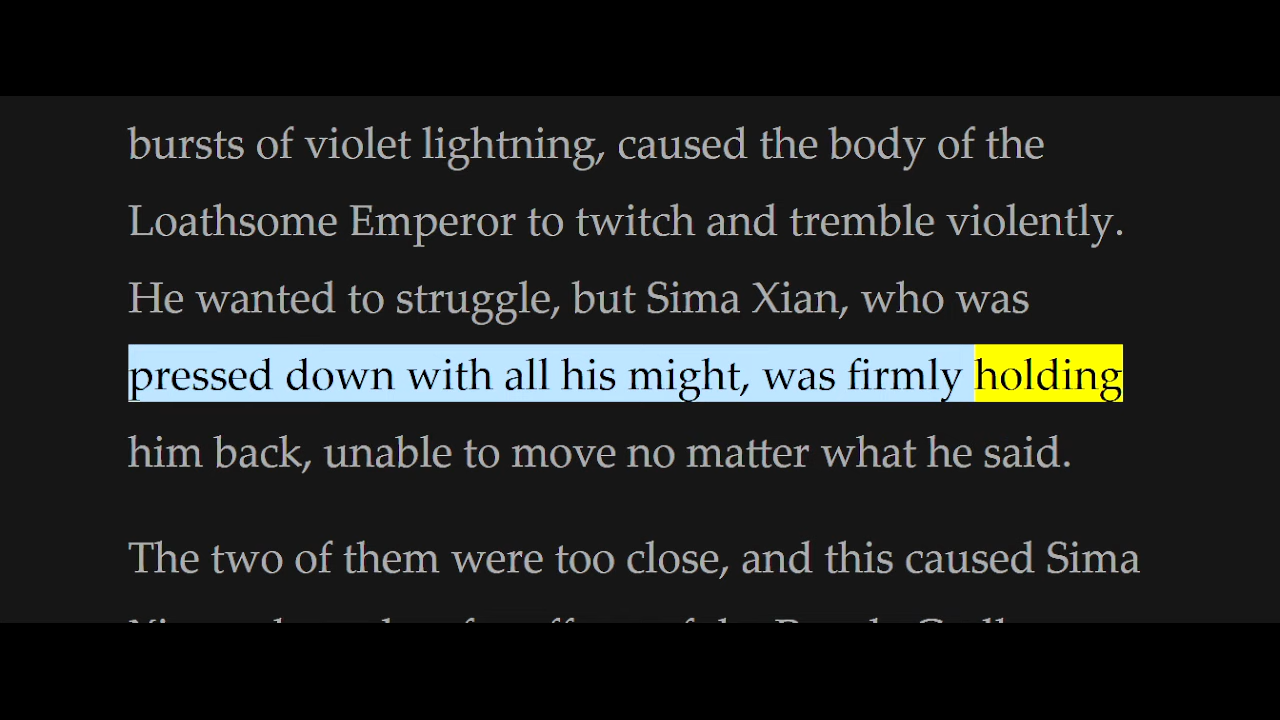 bursts of violet lightning, caused the body of the
Loathsome Emperor to twitch and tremble violently.
He wanted to struggle, but Sima Xian, who was
pressed down with all his might, was firmly holding
him back, unable to move no matter what he said.
The two of them were too close, and this caused Sima